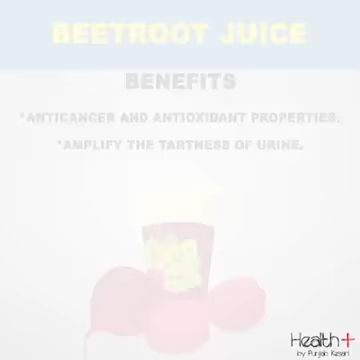 BEETROOT JUICE
BENEFITS
*ANTICANCER AND ANTIOXIDANT PROPERTIES.
*AMPLIFY THE TARTNESS OF URINE.
Health+
by Punjab Kesari